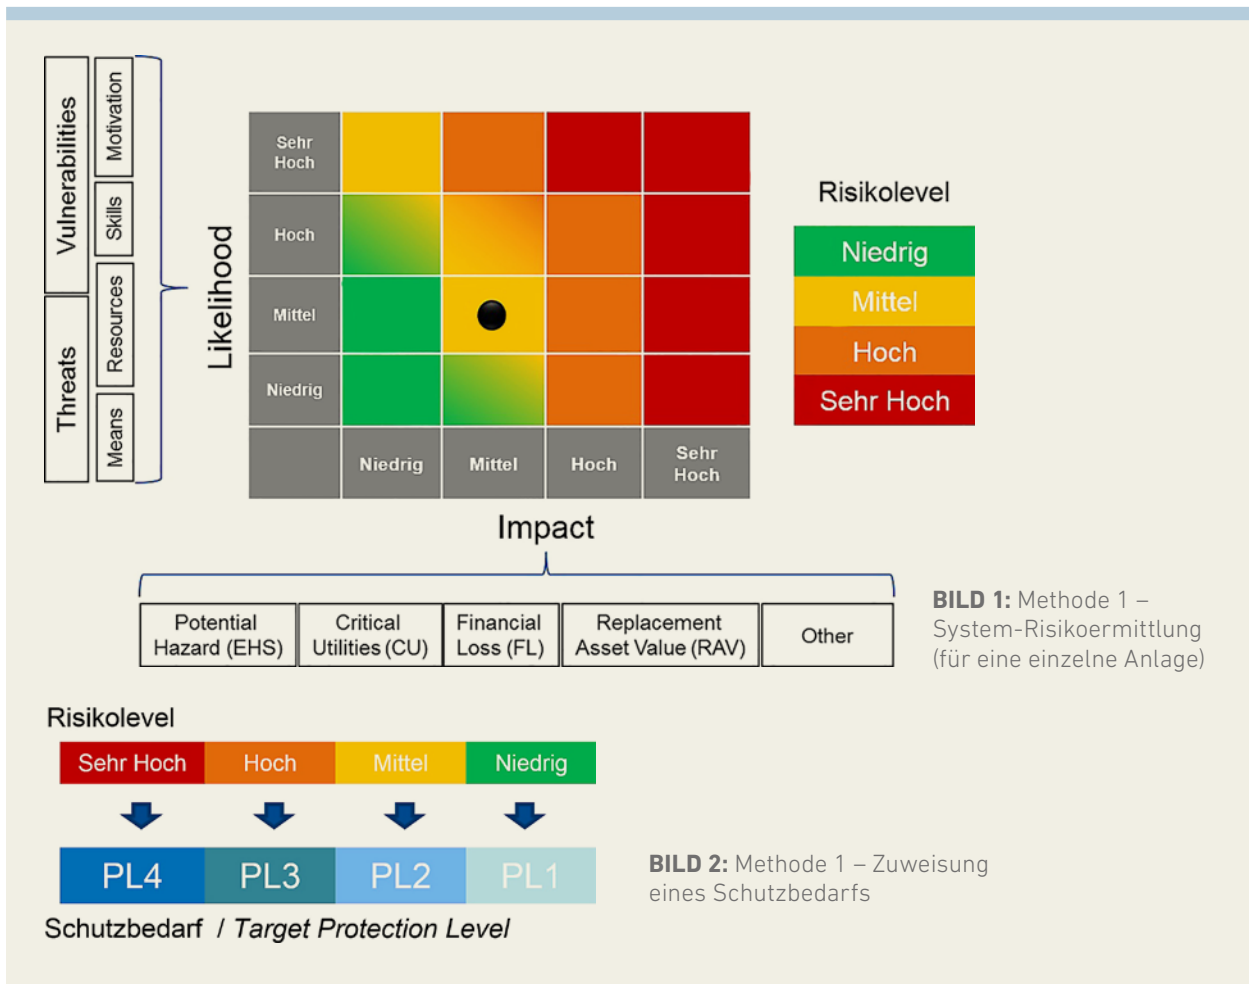 Vulnerabilities
Threats
Motivation
Skills
Resources
Means
Likelihood
Sehr
Hoch
Hoch
Mittel
Niedrig
Niedrig
Mittel
Hoch
Sehr
Hoch
Impact
Risikolevel
Niedrig
Mittel
Hoch
Sehr Hoch
Potential
Hazard (EHS)
Critical
Utilities (CU)
Financial
Loss (FL)
Replacement
Asset Value (RAV)
Other
BILD 1: Methode 1 –
System-Risikoermittlung
(für eine einzelne Anlage)
Risikolevel
Sehr Hoch
Hoch
Mittel
Niedrig
PL4
PL3
PL2
PL1
Schutzbedarf / Target Protection Level
BILD 2: Methode 1 – Zuweisung
eines Schutzbedarfs